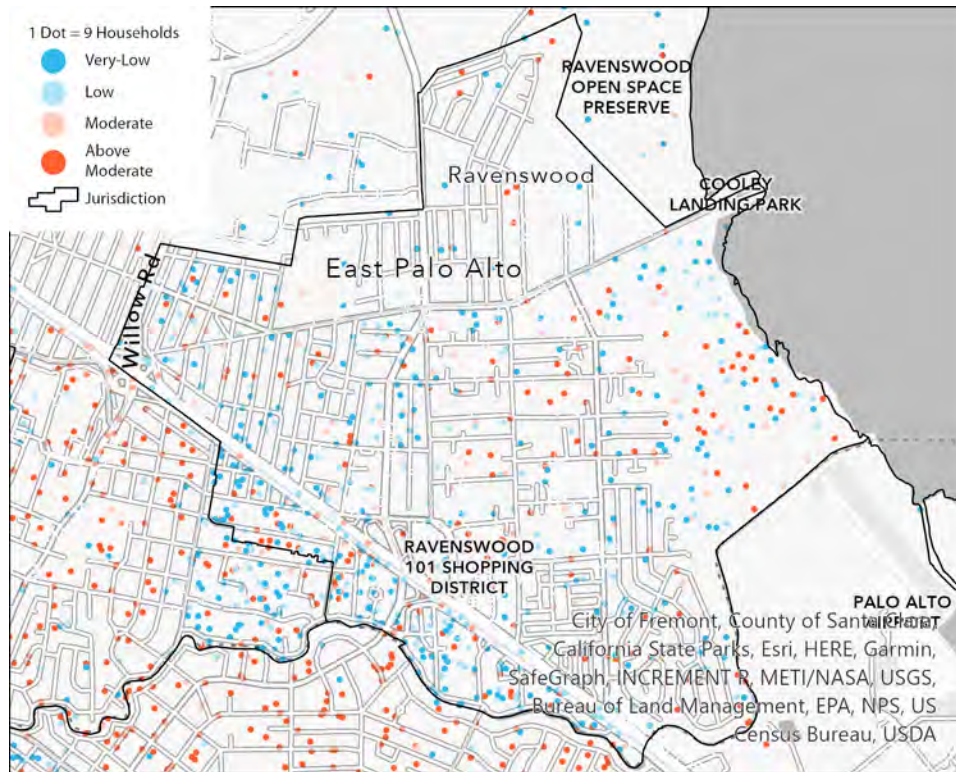 1 Dot = 9 Households
Very-Low
Low
Moderate
Above
Moderate
Jurisdiction
RAVENSWOOD
OPEN SPACE
PRESERVE
Ravenswood
COOLEY
LANDING PARK
East Palo Alto
Willow Rd
RAVENSWOOD
101 SHOPPING
DISTRICT
PALO ALTO
AIRPORT
City of Fremont, County of Santa Clara,
California State Parks, Esri, HERE, Garmin,
SafeGraph, INCREMENT P, METI/NASA, USGS,
Bureau of Land Management, EPA, NPS, US
Census Bureau, USDA